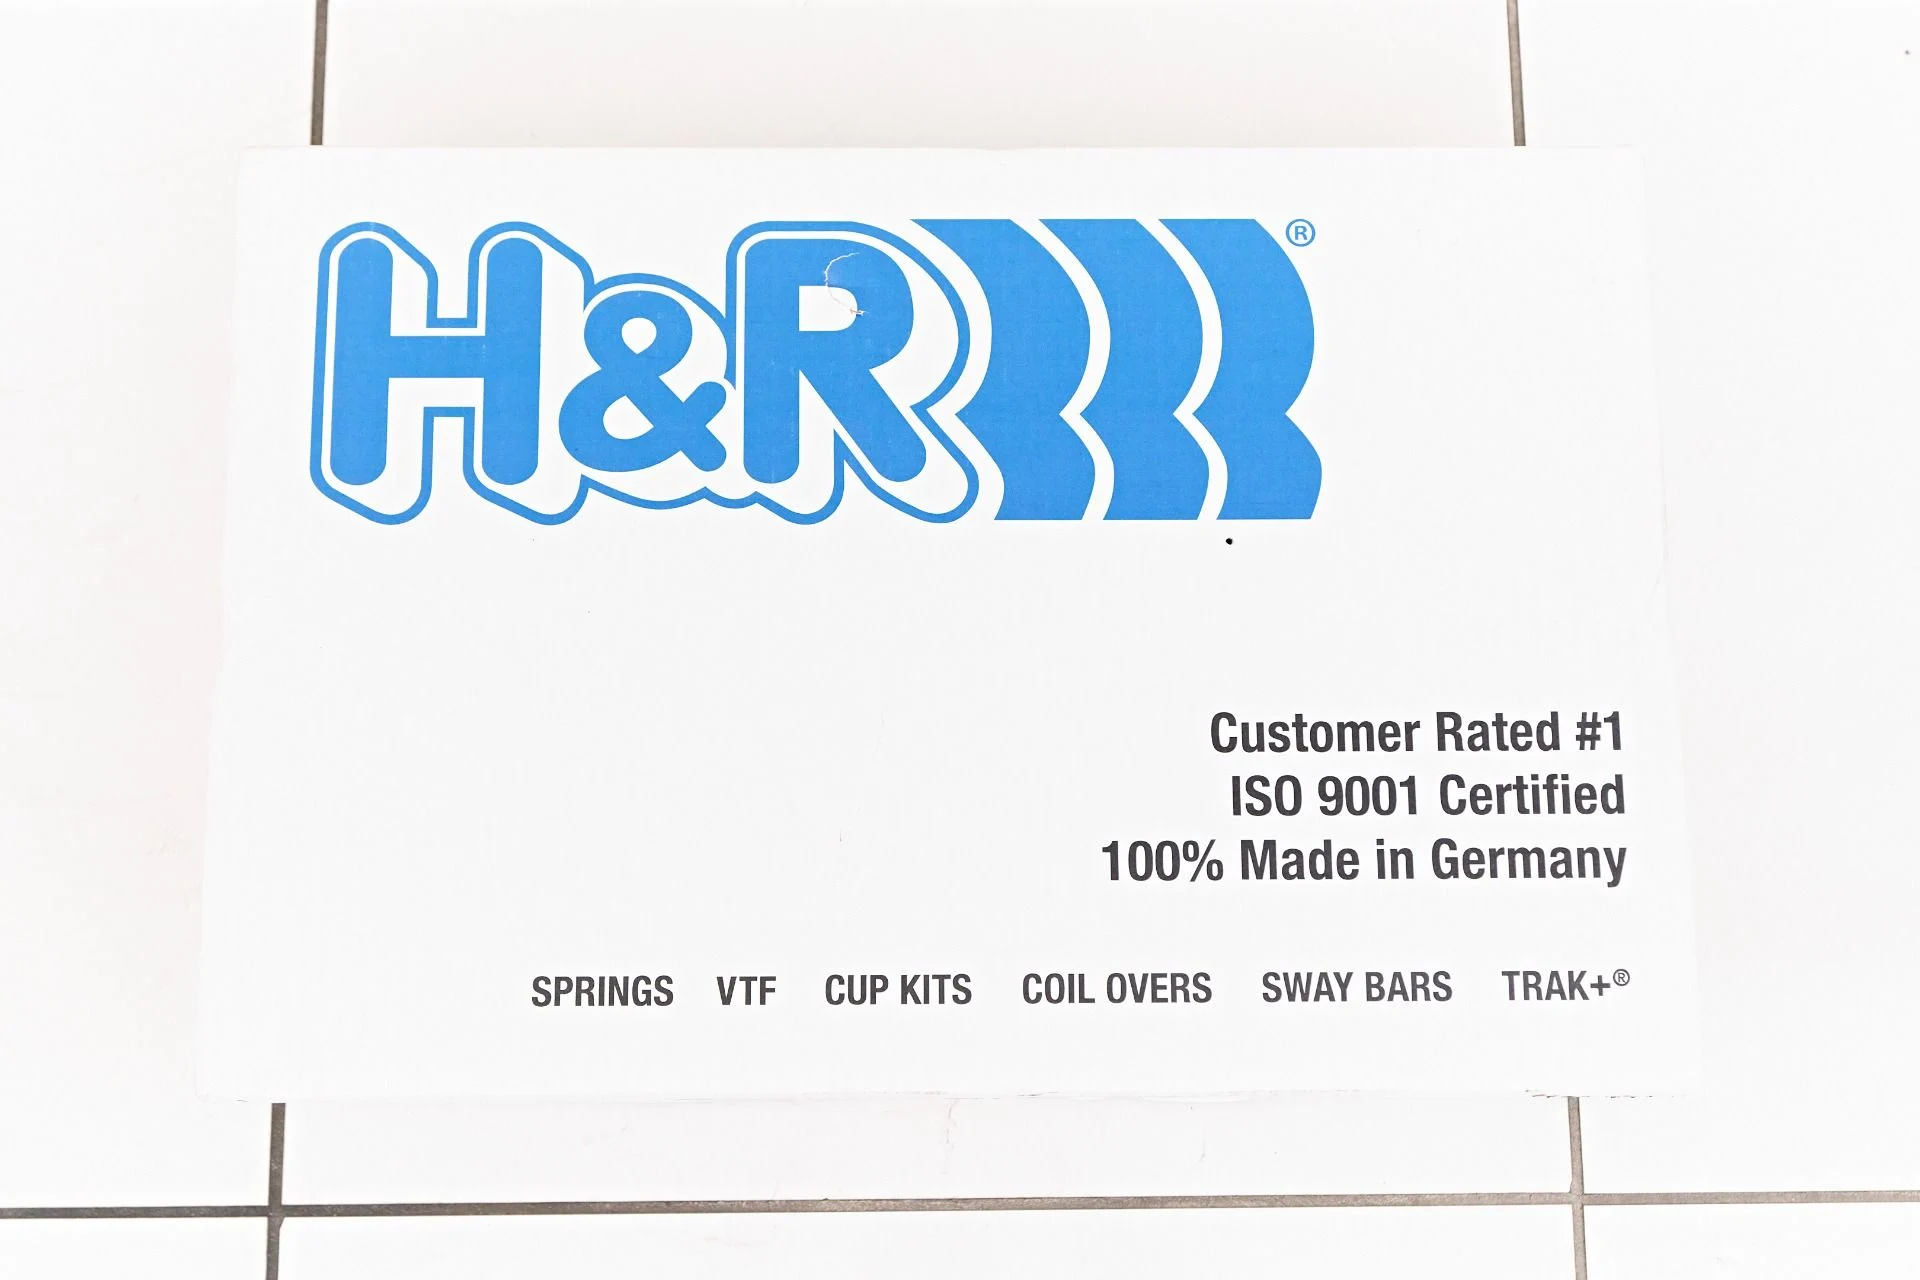 H&R®
Customer Rated #1
ISO 9001 Certified
100% Made in Germany
SPRINGS VTF CUP KITS COIL OVERS SWAY BARS TRAK+®